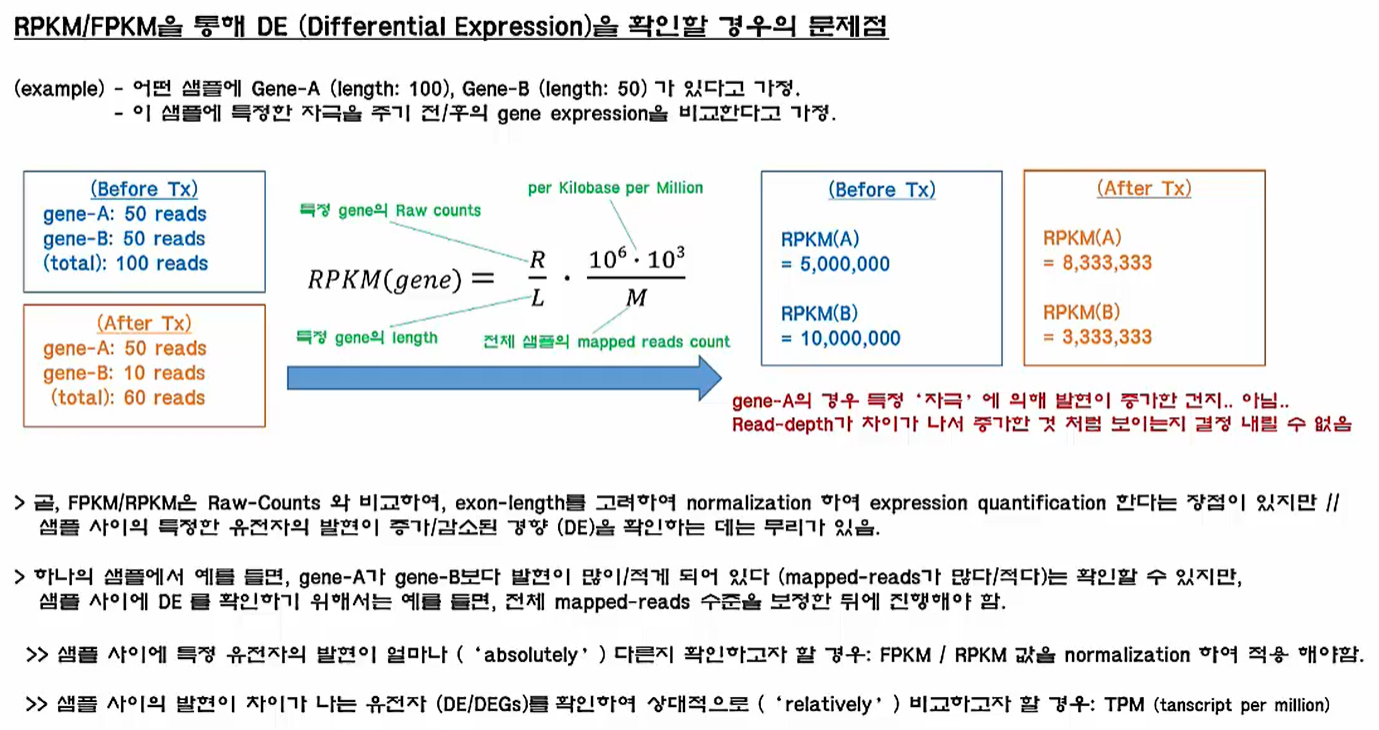 RPKM/FPKM을 통해 DE (Differential Expression)을 확인할 경우의 문제점
(example) - 어떤 샘플에 Gene-A (length: 100), Gene-B (length: 50) 가 있다고 가정.
- 이 샘플에 특정한 자극을 주기 전/후의 gene expression을 비교한다고 가정.
(Before Tx)
gene-A: 50 reads
gene-B: 50 reads
(total): 100 reads
(After Tx)
gene-A: 50 reads
gene-B: 10 reads
(total): 60 reads
per Kilobase per Million
특정 gene의 Raw counts
RPKM(gene) = R/L · 10⁶·10³/M
특정 gene의 length
전체 샘플의 mapped reads count
(Before Tx)
RPKM(A)
= 5,000,000
RPKM(B)
= 10,000,000
(After Tx)
RPKM(A)
= 8,333,333
RPKM(B)
= 3,333,333
gene-A의 경우 특정 ‘자극’ 에 의해 발현이 증가한 건지.. 아님..
Read-depth가 차이가 나서 증가한 것 처럼 보이는지 결정 내릴 수 없음
> 곧, FPKM/RPKM은 Raw-Counts 와 비교하여, exon-length를 고려하여 normalization 하여 expression quantification 한다는 장점이 있지만 //
샘플 사이의 특정한 유전자의 발현이 증가/감소된 경향 (DE)을 확인하는 데는 무리가 있음.
> 하나의 샘플에서 예를 들면, gene-A가 gene-B보다 발현이 많이/적게 되어 있다 (mapped-reads가 많다/적다)는 확인할 수 있지만,
샘플 사이에 DE 를 확인하기 위해서는 예를 들면, 전체 mapped-reads 수준을 보정한 뒤에 진행해야 함.
>> 샘플 사이에 특정 유전자의 발현이 얼마나 ( ‘absolutely’ ) 다른지 확인하고자 할 경우: FPKM / RPKM 값을 normalization 하여 적용 해야함.
>> 샘플 사이의 발현이 차이가 나는 유전자 (DE/DEGs)를 확인하여 상대적으로 ( ‘relatively’ ) 비교하고자 할 경우: TPM (tanscript per million)